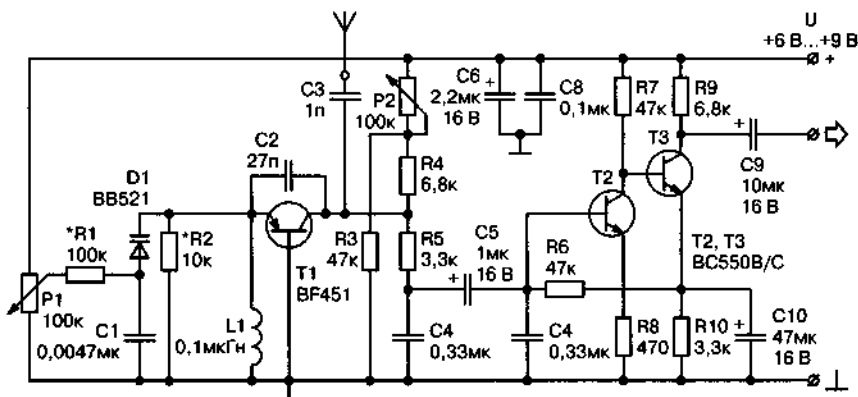 U
+6 В...+9 В
+
C3
1п
P2
100к
C6
+
2,2мк
16 В
C8
0,1мк
R7
47к
R9
6,8к
C2
27п
D1
BB521
R4
6,8к
T2
T3
+
C9
10мк
16 В
*R1
100к
*R2
10к
T1
BF451
R3
47к
R5
3,3к
C5
1мк
16 В
+
R6
47к
T2, T3
BC550B/C
P1
100к
C1
0,0047мк
L1
0,1мкГн
C4
0,33мк
C4
0,33мк
R8
470
R10
3,3к
+
C10
47мк
16 В